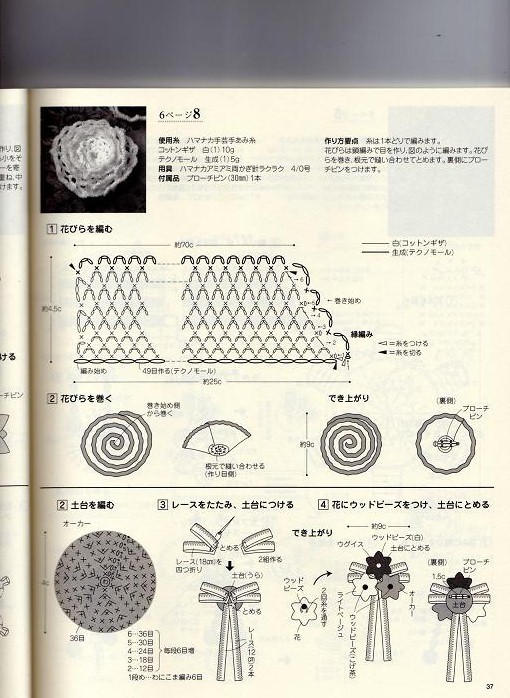 6ページ8
使用糸　ハマナカ手芸手あみ糸
コットンギザ　白(1)10g
テクノモール　生成(1)5g
用具　ハマナカアミアミ両かぎ針ラクラク　4/0号
付属品　ブローチピン(30mm)1本
作り方要点　糸は1本どりで編みます。
花びらは鎖編みで目を作り、図のように編みます。花び
らを巻き、根元で縫い合わせてとめます。裏側にブロー
チピンをつけます。
作り、図
ける
チピン
1 花びらを編む
約70c
白(コットンギザ)
生成(テクノモール)
約4.5c
←巻き始め
縁編み
=糸をつける
=糸を切る
編み始め
49目作る(テクノモール)
約25c
2 花びらを巻く
巻き始め側
から巻く
根元で縫い合わせる
(作り目側)
でき上がり
約9c
(裏側)
ブローチ
ピン
2 土台を編む
オーカー
36目
6…36目
5…30目
4…24目
3…18目
2…12目
毎段6目増
1段め…わにこま編み6目
3 レースをたたみ、土台につける
レース(18cm)を
四つ折り
とめる
2組作る
土台(うら)
とめる
レース(12cm)2本
4 花にウッドビーズをつけ、土台にとめる
でき上がり
約9c
ウッドビーズ(白)
土台にとめる
ウグイス
ウッド
ビーズ
2回糸を通す
花
ライトベージュ
オーカー
ウッドビーズ(こげ茶)
(裏側)
ブローチ
ピン
1.5c
土台
37